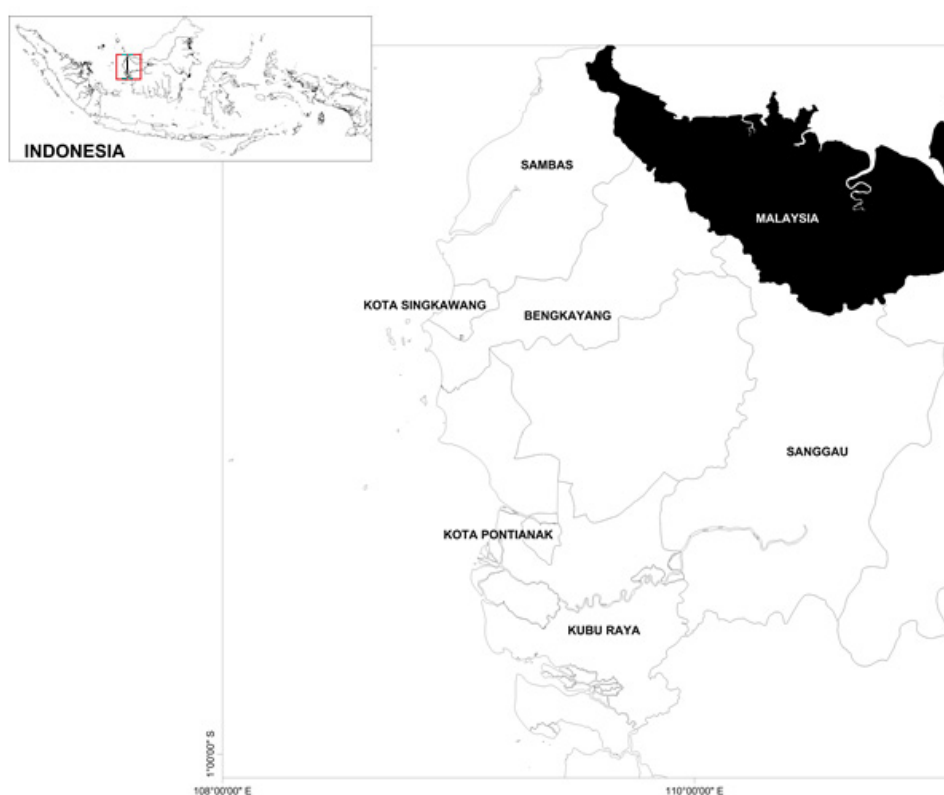 INDONESIA
SAMBAS
MALAYSIA
KOTA SINGKAWANG
BENGKAYANG
SANGGAU
KOTA PONTIANAK
KUBU RAYA
1°00'00" S
108°00'00" E
110°00'00" E